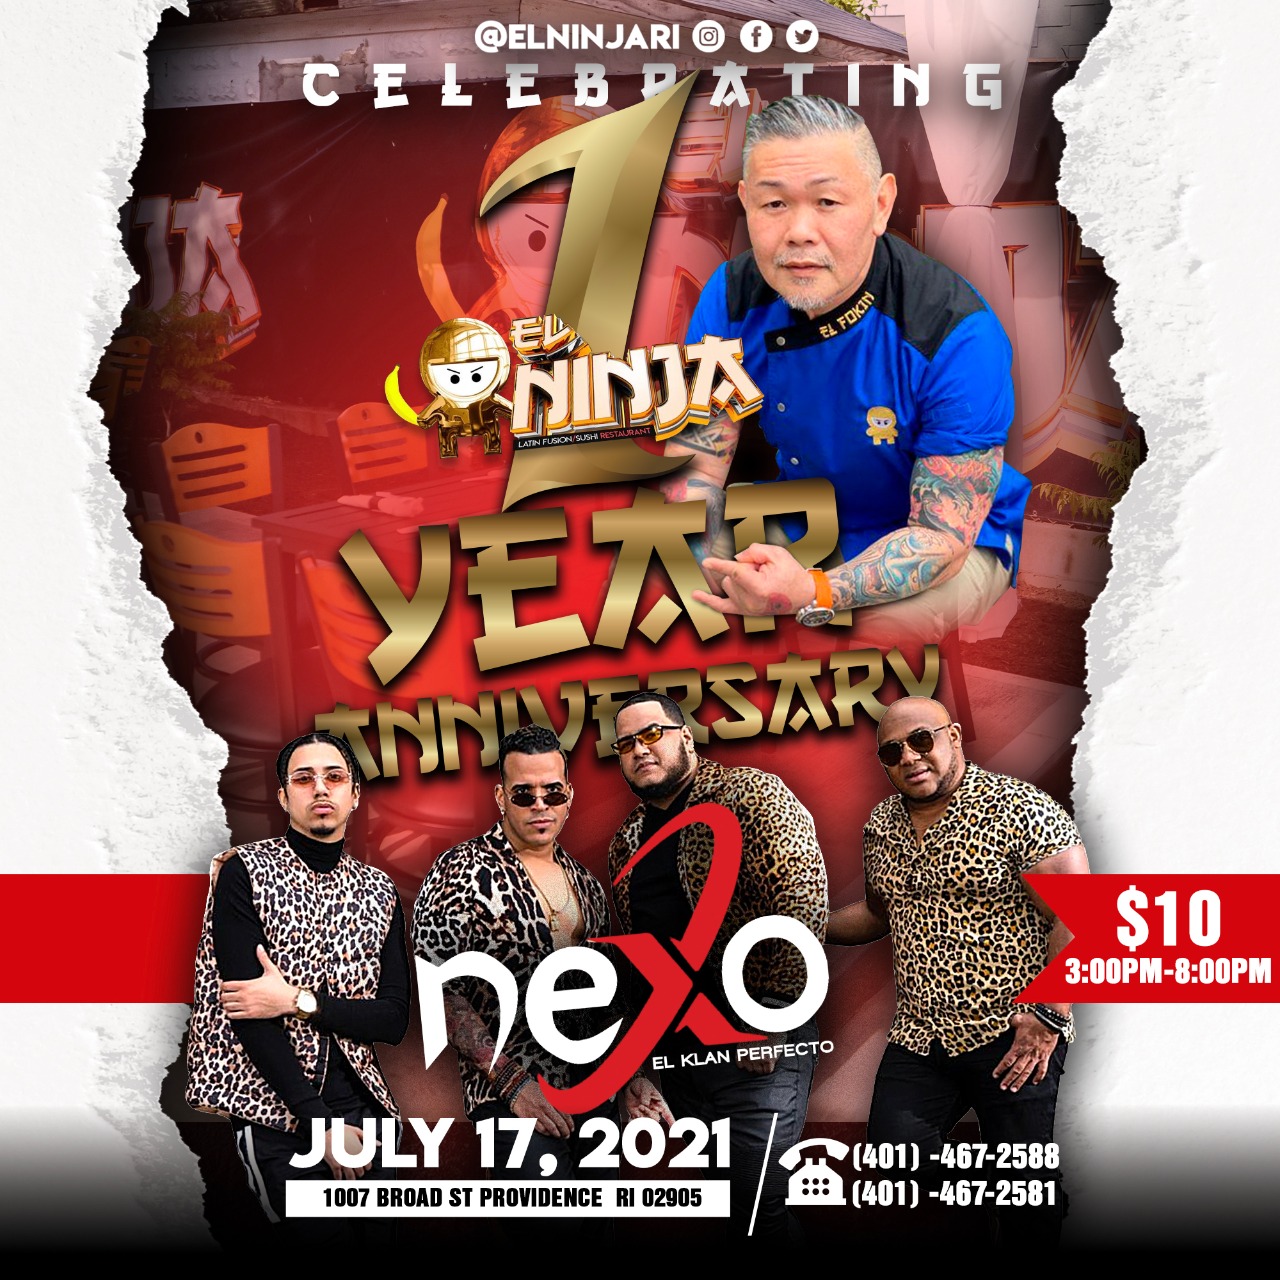 @ELNINJARI
CELEBRATING
1
EL FOKIN
EL
NINJA
LATIN FUSION/SUSHI RESTAURANT
YEAR
ANNIVERSARY
$10
3:00PM-8:00PM
nexo
EL KLAN PERFECTO
JULY 17, 2021
1007 BROAD ST PROVIDENCE RI 02905
(401) -467-2588
(401) -467-2581